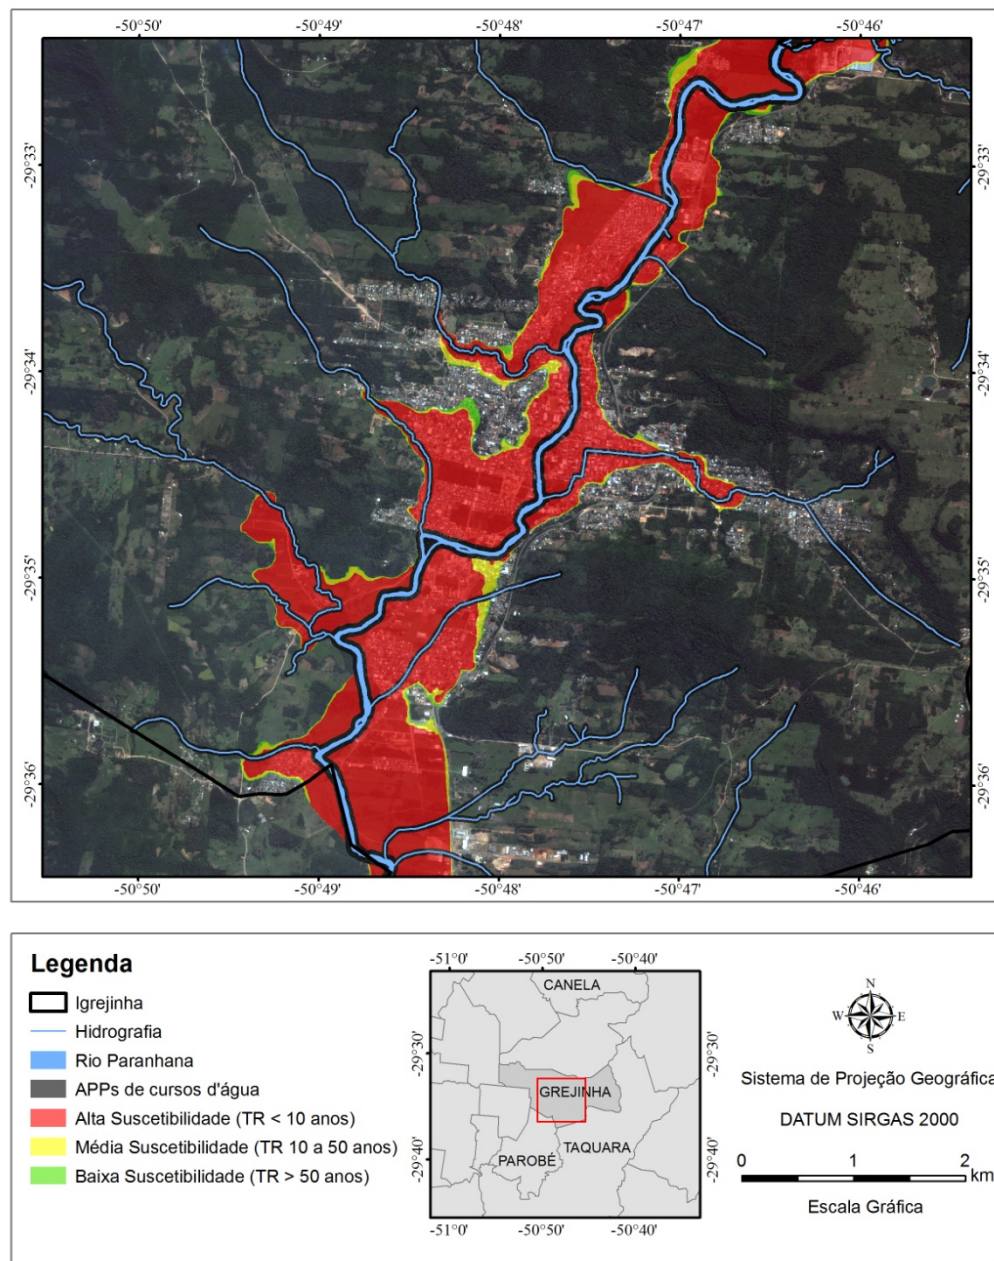 -50°50' -50°49' -50°48' -50°47' -50°46'
-29°33' -29°33'
-29°34' -29°34'
-29°35' -29°35'
-29°36' -29°36'
-50°50' -50°49' -50°48' -50°47' -50°46'
Legenda
Igrejinha
Hidrografia
Rio Paranhana
APPs de cursos d'água
Alta Suscetibilidade (TR < 10 anos)
Média Suscetibilidade (TR 10 a 50 anos)
Baixa Suscetibilidade (TR > 50 anos)
-51°0' -50°50' -50°40'
CANELA
-29°30' -29°30'
GREJINHA
TAQUARA
PAROBÉ
-29°40' -29°40'
-51°0' -50°50' -50°40'
N
W E
S
Sistema de Projeção Geográfica
DATUM SIRGAS 2000
0 1 2
km
Escala Gráfica